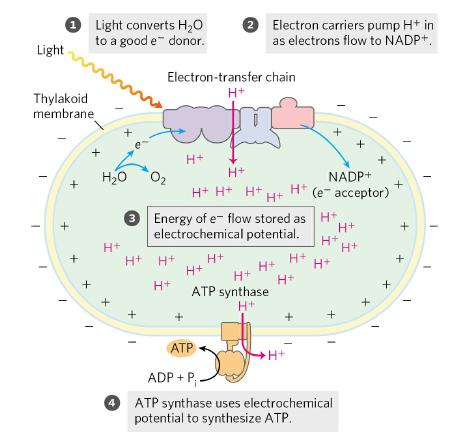 1 Light converts H₂O
to a good e⁻ donor.
2 Electron carriers pump H⁺ in
as electrons flow to NADP⁺.
Light
Electron-transfer chain
H⁺
Thylakoid
membrane
e⁻
H⁺
H⁺
H₂O
O₂
NADP⁺
(e⁻ acceptor)
H⁺ H⁺ H⁺ H⁺ H⁺
3 Energy of e⁻ flow stored as
electrochemical potential.
H⁺
H⁺
H⁺ H⁺
H⁺
H⁺ H⁺ H⁺ H⁺ H⁺ H⁺
H⁺ H⁺ H⁺
H⁺ H⁺
ATP synthase
H⁺
ATP
H⁺
ADP + Pᵢ
4 ATP synthase uses electrochemical
potential to synthesize ATP.